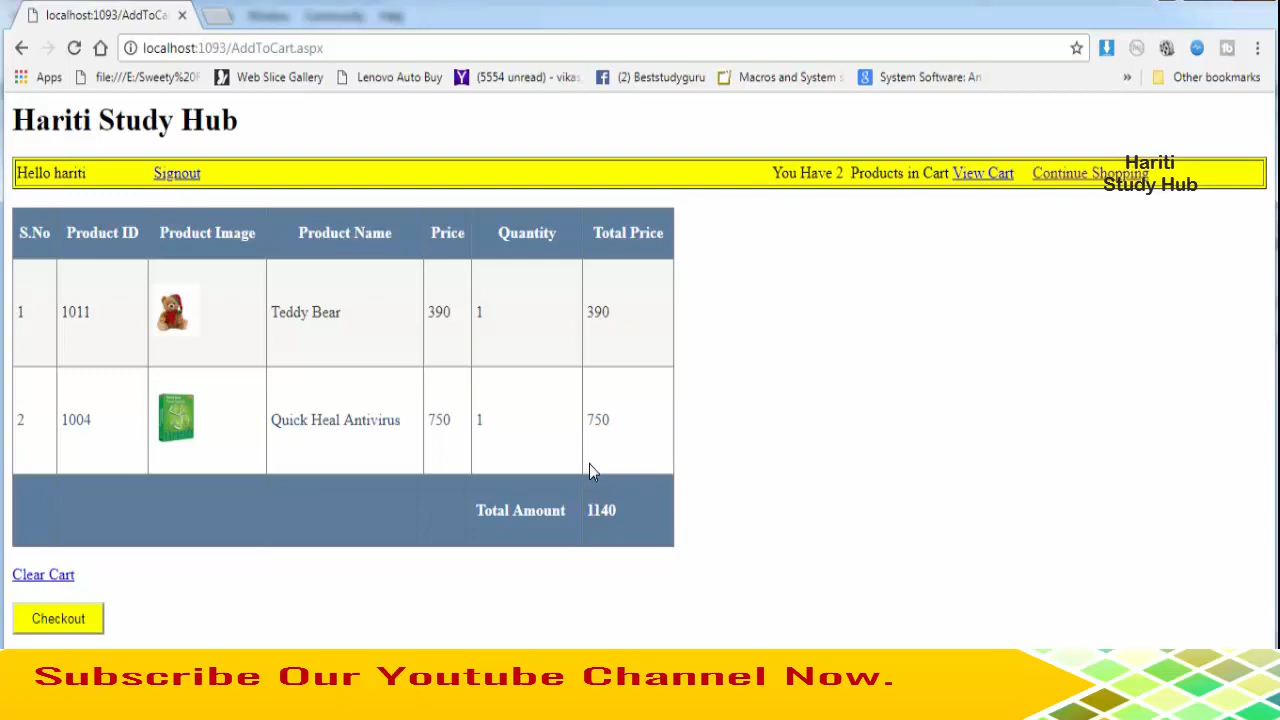 localhost:1093/AddToCa
localhost:1093/AddToCart.aspx
Apps file:///E:/Sweety%20F Web Slice Gallery Lenovo Auto Buy (5554 unread) - vikas (2) Beststudyguru Macros and System s System Software: An » Other bookmarks
Hariti Study Hub
Hello hariti Signout You Have 2 Products in Cart View Cart Continue Shopping
Hariti
Study Hub
S.No Product ID Product Image Product Name Price Quantity Total Price
1 1011 Teddy Bear 390 1 390
2 1004 Quick Heal Antivirus 750 1 750
Total Amount 1140
Clear Cart
Checkout
Subscribe Our Youtube Channel Now.